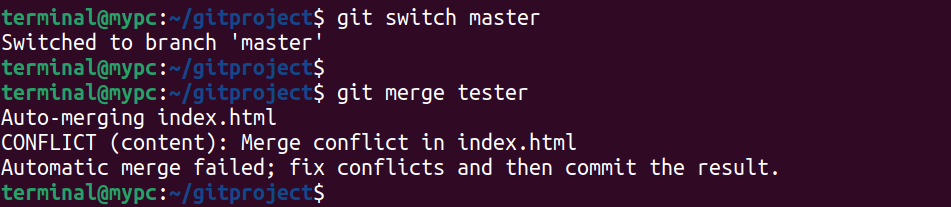 terminal@mypc:~/gitproject$ git switch master
Switched to branch 'master'
terminal@mypc:~/gitproject$
terminal@mypc:~/gitproject$ git merge tester
Auto-merging index.html
CONFLICT (content): Merge conflict in index.html
Automatic merge failed; fix conflicts and then commit the result.
terminal@mypc:~/gitproject$